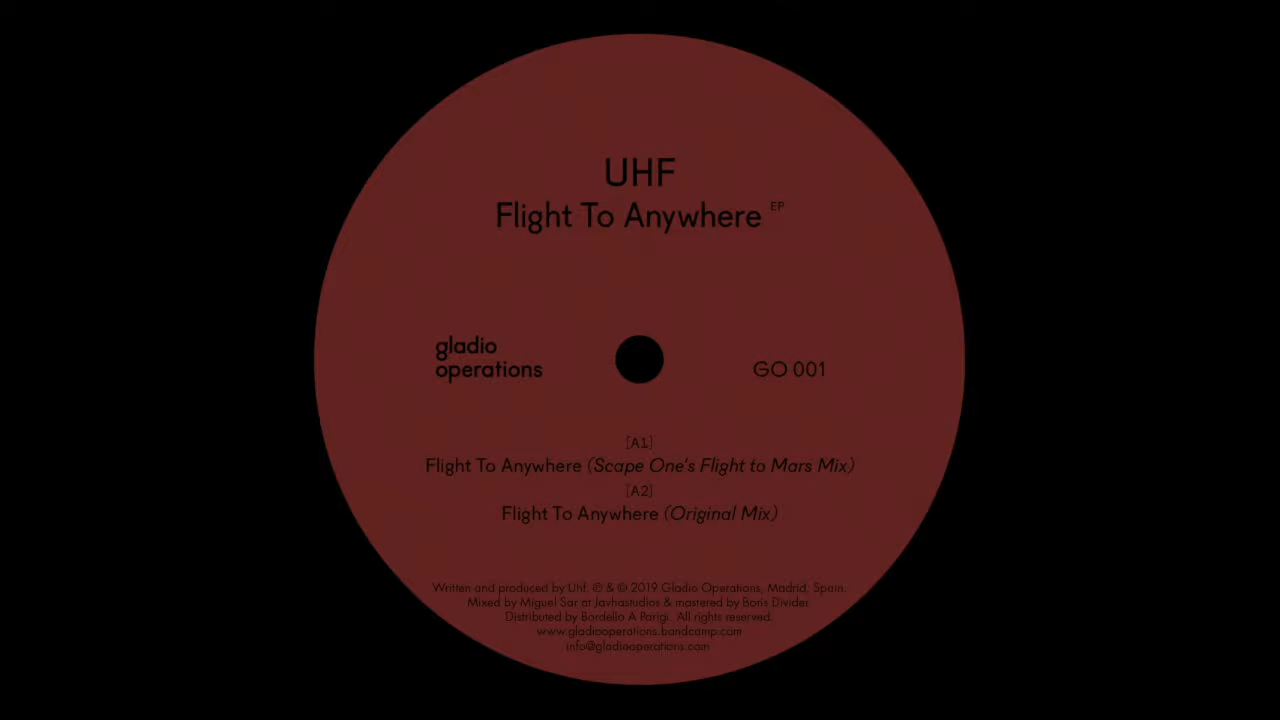 UHF
Flight To Anywhere EP
gladio
operations
GO 001
[A1]
Flight To Anywhere (Scape One's Flight to Mars Mix)
[A2]
Flight To Anywhere (Original Mix)
Written and produced by Uhf. ℗ & © 2019 Gladio Operations, Madrid, Spain.
Mixed by Miguel Sar at Javhastudios & mastered by Boris Divider.
Distributed by Bordello A Parigi. All rights reserved.
www.gladiooperations.bandcamp.com
info@gladiooperations.com